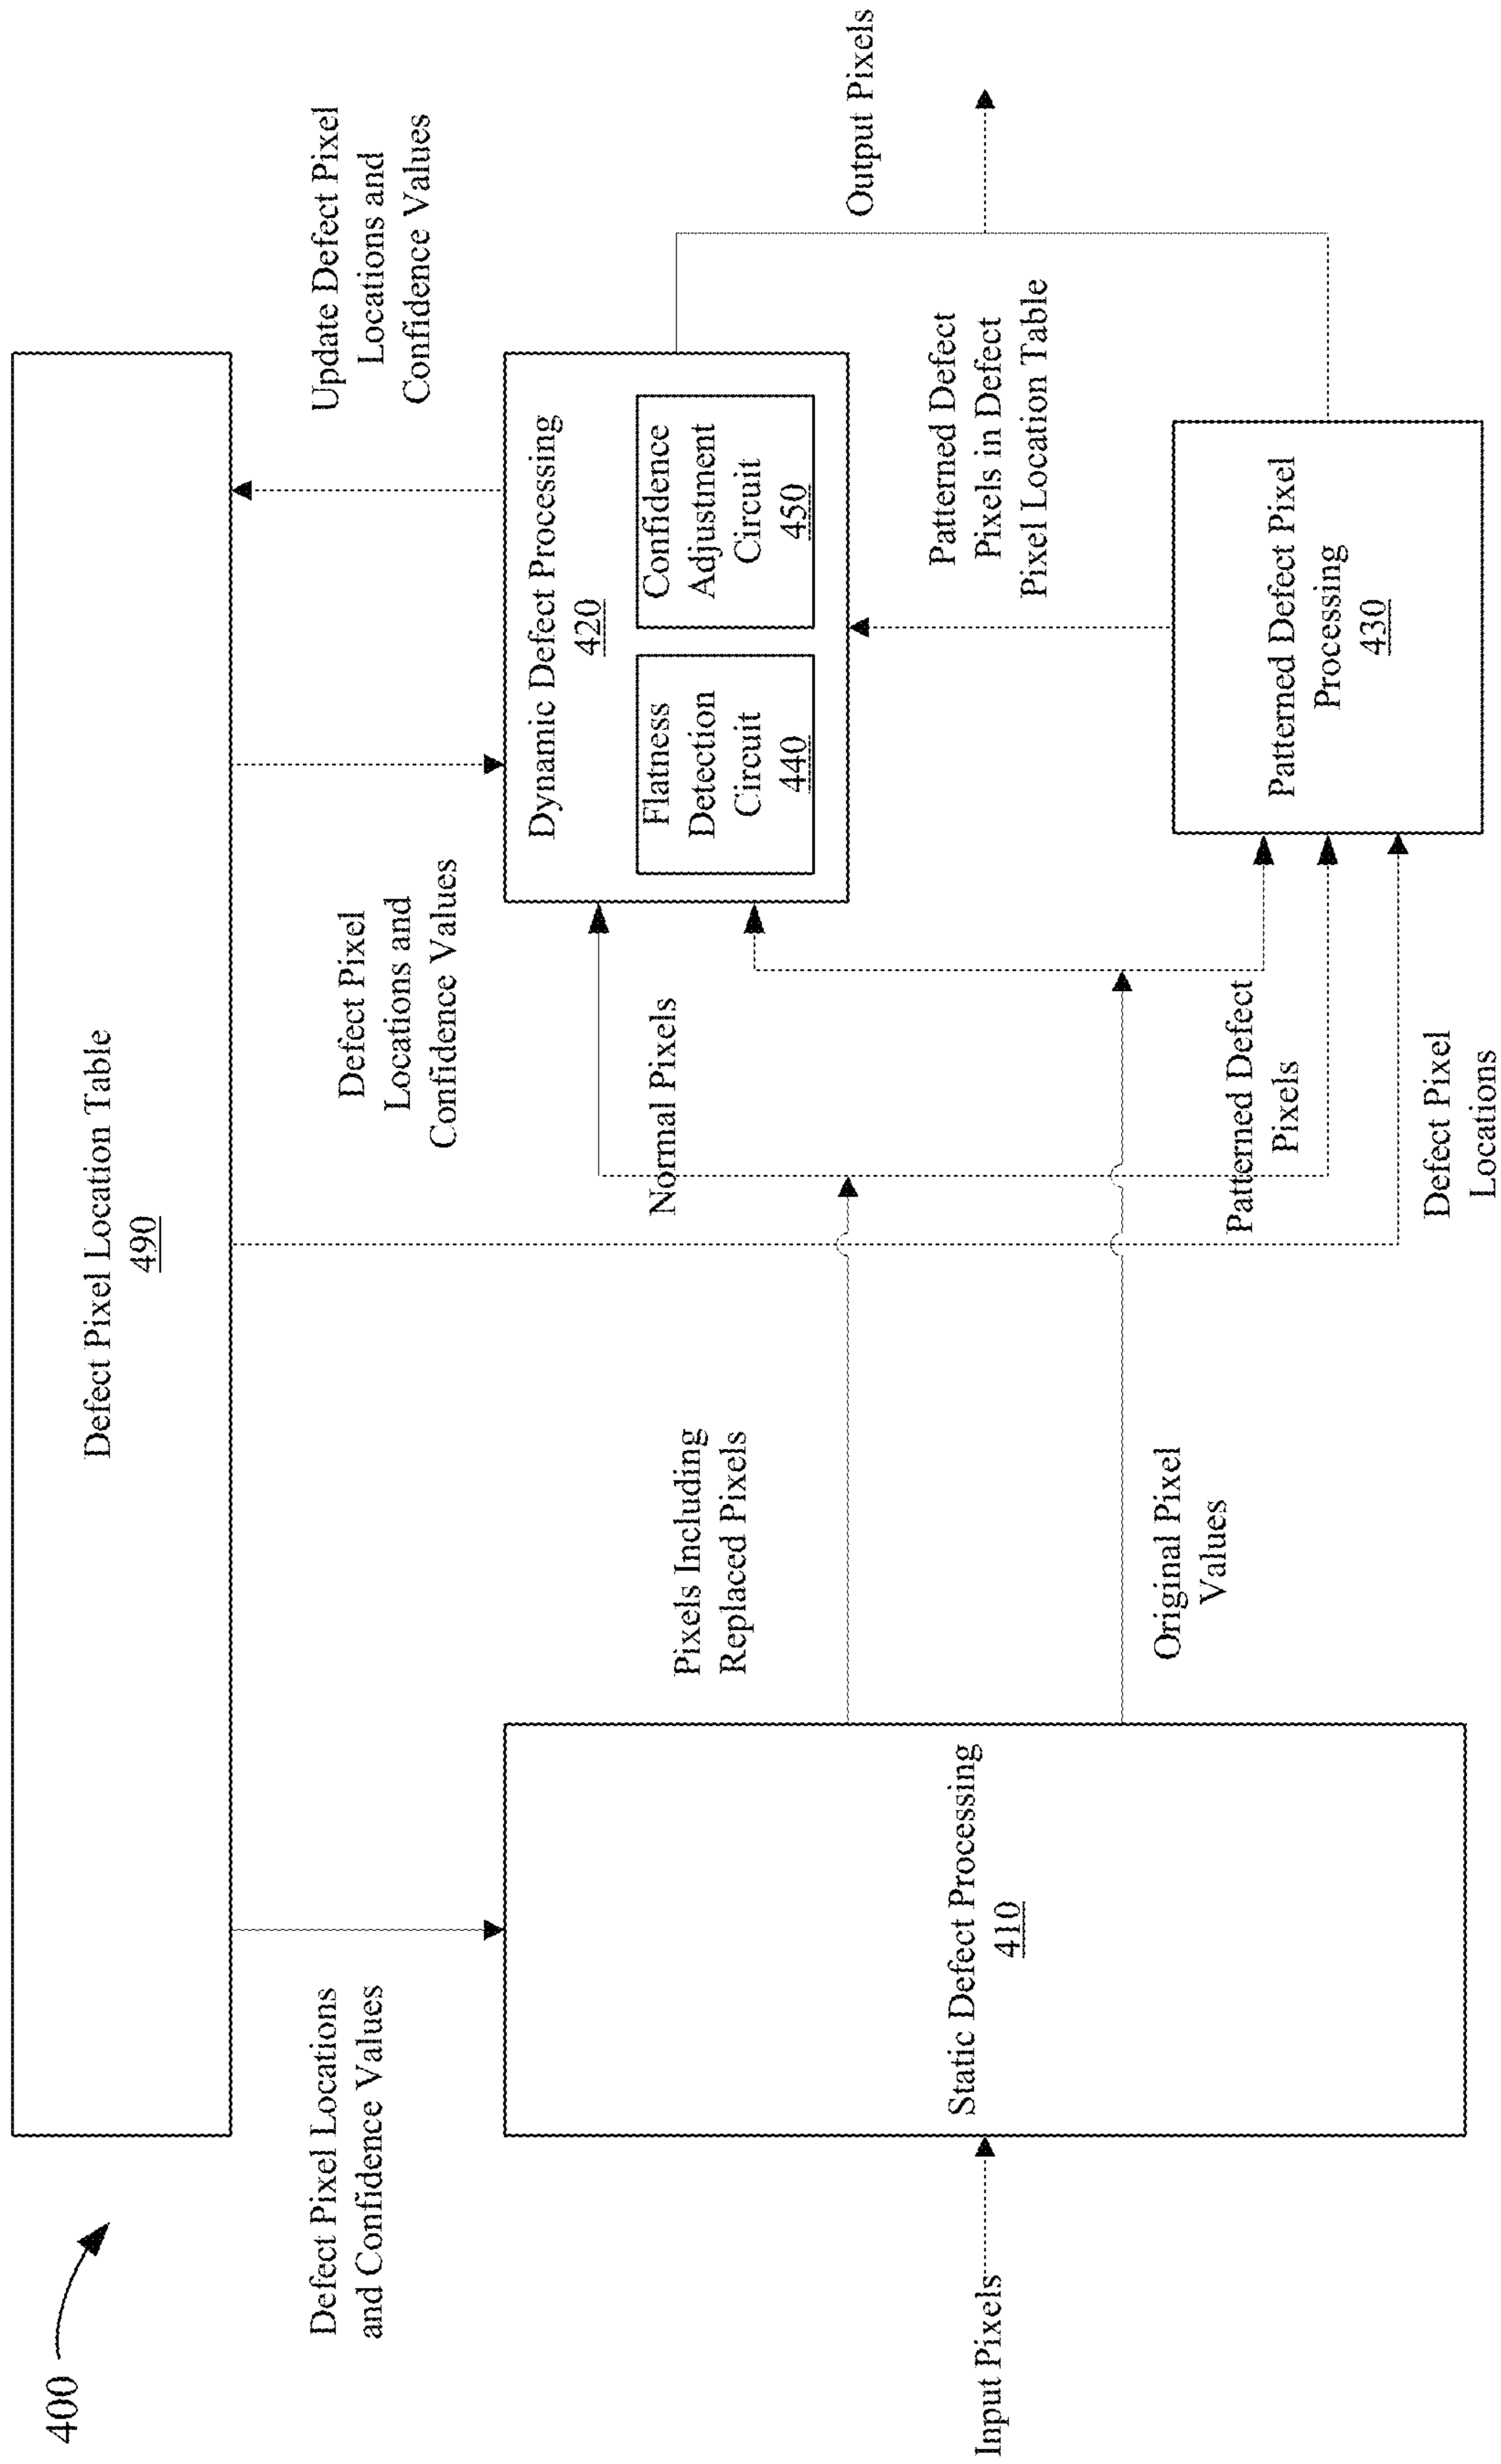 400
Defect Pixel Location Table
490
Defect Pixel Locations
and Confidence Values
Defect Pixel
Locations and
Confidence Values
Update Defect Pixel
Locations and
Confidence Values
Input Pixels
Static Defect Processing
410
Pixels Including
Replaced Pixels
Original Pixel
Values
Normal Pixels
Patterned Defect
Pixels
Defect Pixel
Locations
Dynamic Defect Processing
420
Flatness
Detection
Circuit
440
Confidence
Adjustment
Circuit
450
Patterned Defect
Pixels in Defect
Pixel Location Table
Patterned Defect Pixel
Processing
430
Output Pixels